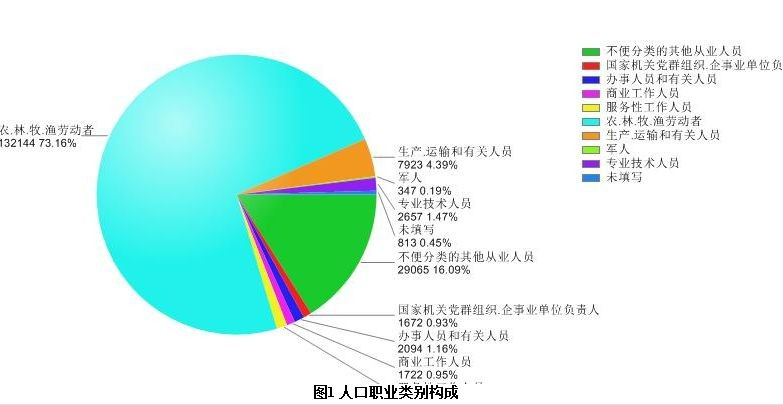 不便分类的其他从业人员
国家机关党群组织.企事业单位负
办事人员和有关人员
商业工作人员
服务性工作人员
农.林.牧.渔劳动者
生产.运输和有关人员
军人
专业技术人员
未填写
农.林.牧.渔劳动者
132144 73.16%
生产.运输和有关人员
7923 4.39%
军人
347 0.19%
专业技术人员
2657 1.47%
未填写
813 0.45%
不便分类的其他从业人员
29065 16.09%
国家机关党群组织.企事业单位负责人
1672 0.93%
办事人员和有关人员
2094 1.16%
商业工作人员
1722 0.95%
图1 人口职业类别构成